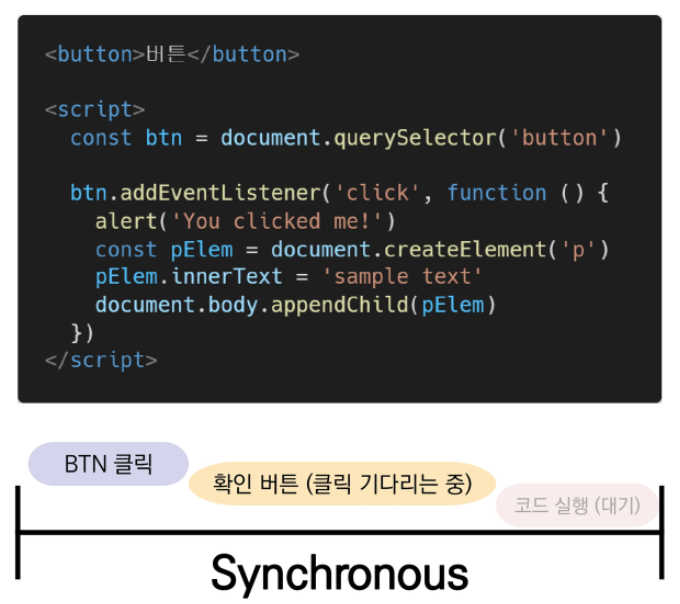 <button>버튼</button>
<script>
const btn = document.querySelector('button')
btn.addEventListener('click', function () {
alert('You clicked me!')
const pElem = document.createElement('p')
pElem.innerText = 'sample text'
document.body.appendChild(pElem)
})
</script>
BTN 클릭
확인 버튼 (클릭 기다리는 중)
코드 실행 (대기)
Synchronous